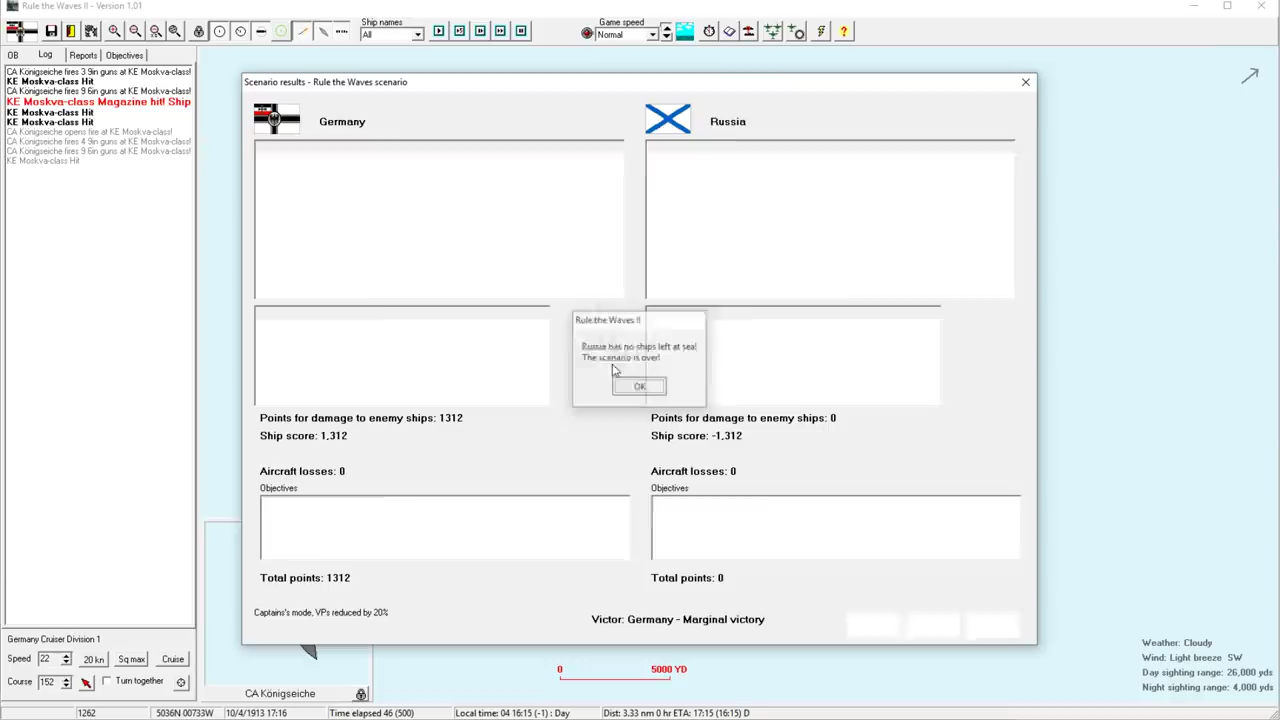 Rule the Waves II - Version 1.01
Ship names
All
Game speed
Normal
OB Log Reports Objectives
CA Königseiche fires 3 9in guns at KE Moskva-class!
KE Moskva-class Hit
CA Königseiche fires 9 6in guns at KE Moskva-class!
KE Moskva-class Magazine hit! Ship
KE Moskva-class Hit
KE Moskva-class Hit
CA Königseiche opens fire at KE Moskva-class!
CA Königseiche fires 4 9in guns at KE Moskva-class!
CA Königseiche fires 9 6in guns at KE Moskva-class!
KE Moskva-class Hit
Scenario results - Rule the Waves scenario
Germany
Russia
Rule the Waves II
Russia has no ships left at sea!
The scenario is over!
OK
Points for damage to enemy ships: 1312
Ship score: 1,312
Aircraft losses: 0
Objectives
Total points: 1312
Points for damage to enemy ships: 0
Ship score: -1,312
Aircraft losses: 0
Objectives
Total points: 0
Captains's mode, VPs reduced by 20%
Victor: Germany - Marginal victory
Germany Cruiser Division 1
Speed 22 20 kn Sq max Cruise
Course 152 Turn together
CA Königseiche
0 5000 YD
Weather: Cloudy
Wind: Light breeze SW
Day sighting range: 26,000 yds
Night sighting range: 4,000 yds
1262 5036N 00733W 10/4/1913 17:16 Time elapsed 46 (500) Local time: 04 16:15 (-1) : Day Dist: 3.33 nm 0 hr ETA: 17:15 (16:15) D